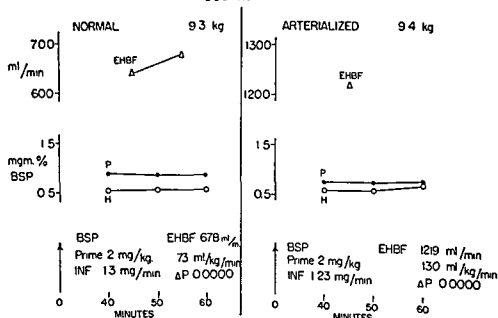 NORMAL 9.3 kg
700
ml/min
600
EHBF
1.5
mgm.%
BSP
0.5
P
H
BSP EHBF 678 ml/m.
Prime 2 mg/kg. 73 ml/kg/min
INF 1.3 mg/min ΔP 0.0000
0 40 50 60
MINUTES
ARTERIALIZED 9.4 kg
1300
1200
EHBF
1.5
0.5
P
H
BSP EHBF 1219 ml/min
Prime 2 mg/kg. 130 ml/kg/min
INF 1.23 mg/min ΔP 0.0000
0 40 50 60
MINUTES